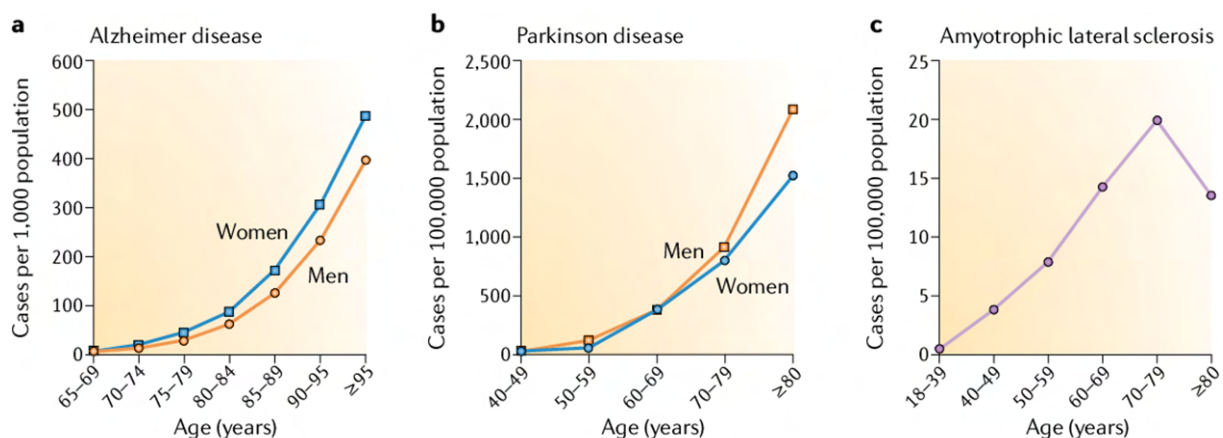 a Alzheimer disease
Cases per 1,000 population
600
500
400
300
200
100
0
Women
Men
65–69
70–74
75–79
80–84
85–89
90–95
≥95
Age (years)
b Parkinson disease
Cases per 100,000 population
2,500
2,000
1,500
1,000
500
0
Men
Women
40–49
50–59
60–69
70–79
≥80
Age (years)
c Amyotrophic lateral sclerosis
Cases per 100,000 population
25
20
15
10
5
0
18–39
40–49
50–59
60–69
70–79
≥80
Age (years)